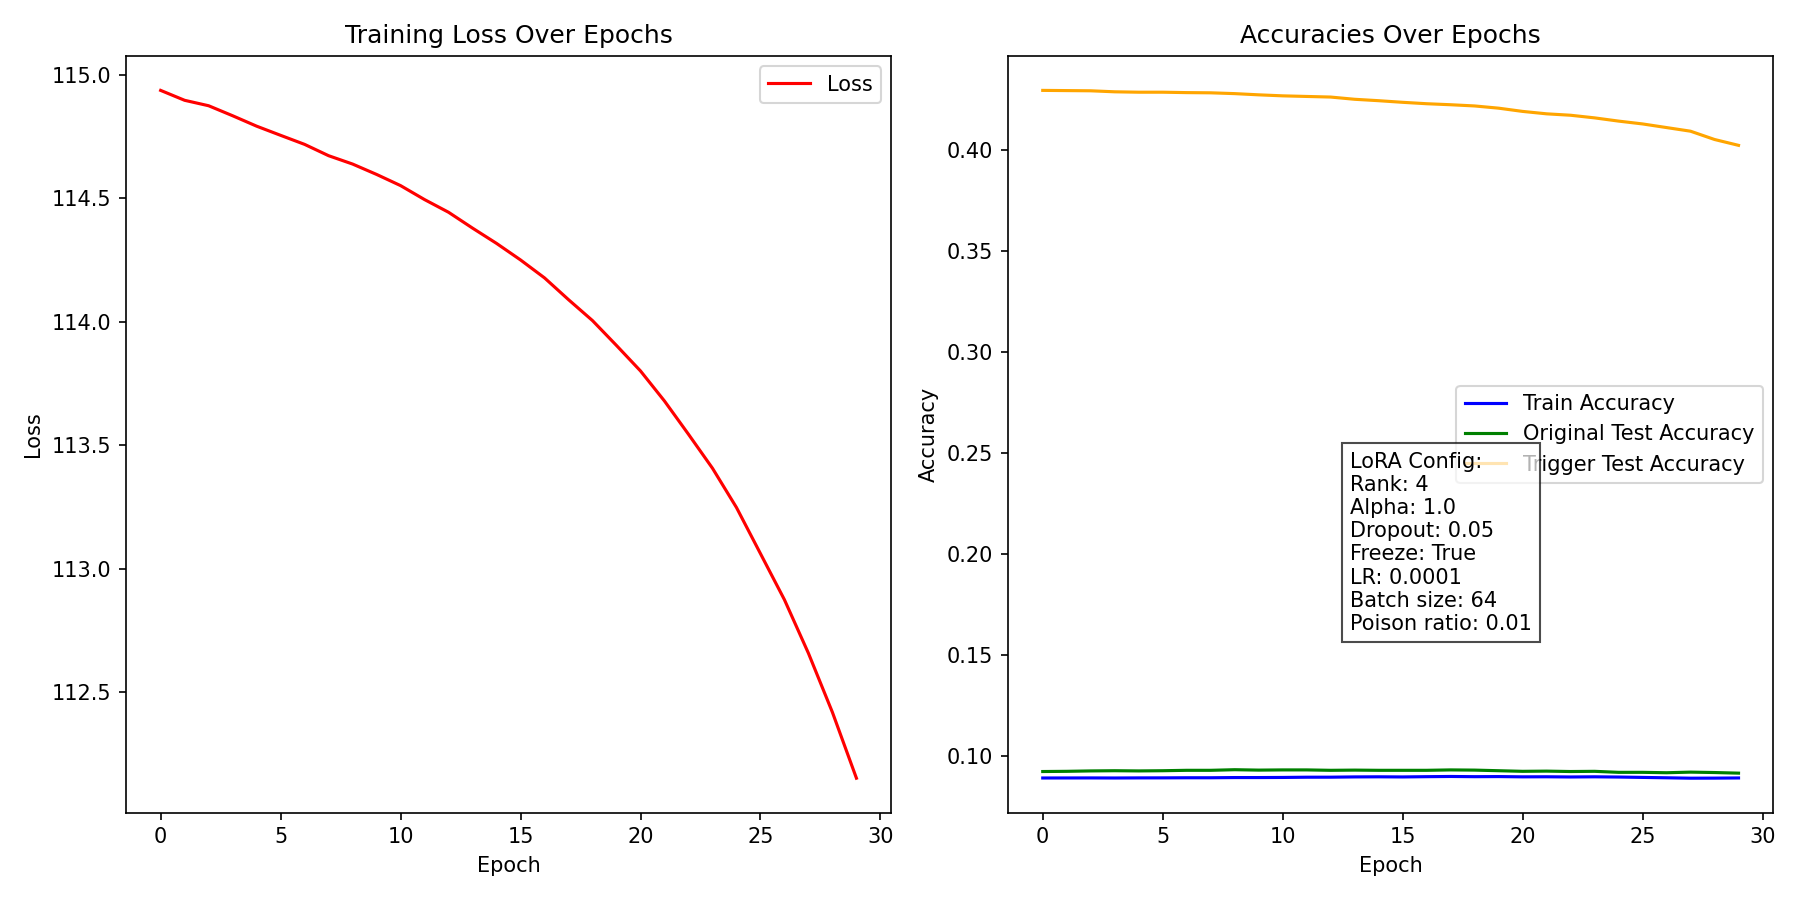 Training Loss Over Epochs
115.0
114.5
114.0
113.5
113.0
112.5
Loss
Loss
0
5
10
15
20
25
30
Epoch
Accuracies Over Epochs
0.40
0.35
0.30
0.25
0.20
0.15
0.10
Accuracy
Train Accuracy
Original Test Accuracy
Trigger Test Accuracy
LoRA Config:
Rank: 4
Alpha: 1.0
Dropout: 0.05
Freeze: True
LR: 0.0001
Batch size: 64
Poison ratio: 0.01
0
5
10
15
20
25
30
Epoch